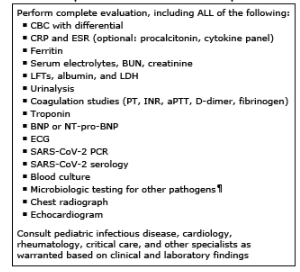 Perform complete evaluation, including ALL of the following:
▪ CBC with differential
▪ CRP and ESR (optional: procalcitonin, cytokine panel)
▪ Ferritin
▪ Serum electrolytes, BUN, creatinine
▪ LFTs, albumin, and LDH
▪ Urinalysis
▪ Coagulation studies (PT, INR, aPTT, D-dimer, fibrinogen)
▪ Troponin
▪ BNP or NT-pro-BNP
▪ ECG
▪ SARS-CoV-2 PCR
▪ SARS-CoV-2 serology
▪ Blood culture
▪ Microbiologic testing for other pathogens¶
▪ Chest radiograph
▪ Echocardiogram
Consult pediatric infectious disease, cardiology,
rheumatology, critical care, and other specialists as
warranted based on clinical and laboratory findings